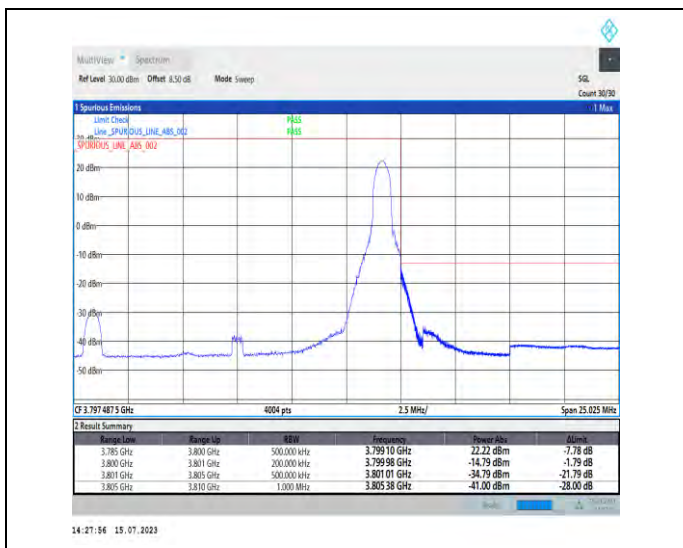 MultiView Spectrum
Ref Level 30.00 dBm Offset 8.50 dB Mode Sweep SGL
Count 30/30
1 Spurious Emissions 1 Max
Limit Check PASS
Line _SPURIOUS_LINE_ABS_002 PASS
_SPURIOUS_LINE_ABS_002
20 dBm
10 dBm
0 dBm
-10 dBm
-20 dBm
-30 dBm
-40 dBm
-50 dBm
CF 3.797 487 5 GHz 4004 pts 2.5 MHz/ Span 25.025 MHz
2 Result Summary
Range Low Range Up RBW Frequency Power Abs ΔLimit
3.785 GHz 3.800 GHz 500.000 kHz 3.799 10 GHz 22.22 dBm -7.78 dB
3.800 GHz 3.801 GHz 200.000 kHz 3.799 98 GHz -14.79 dBm -1.79 dB
3.801 GHz 3.805 GHz 500.000 kHz 3.801 01 GHz -34.79 dBm -21.79 dB
3.805 GHz 3.810 GHz 1.000 MHz 3.805 38 GHz -41.00 dBm -28.00 dB
14:27:56 15.07.2023